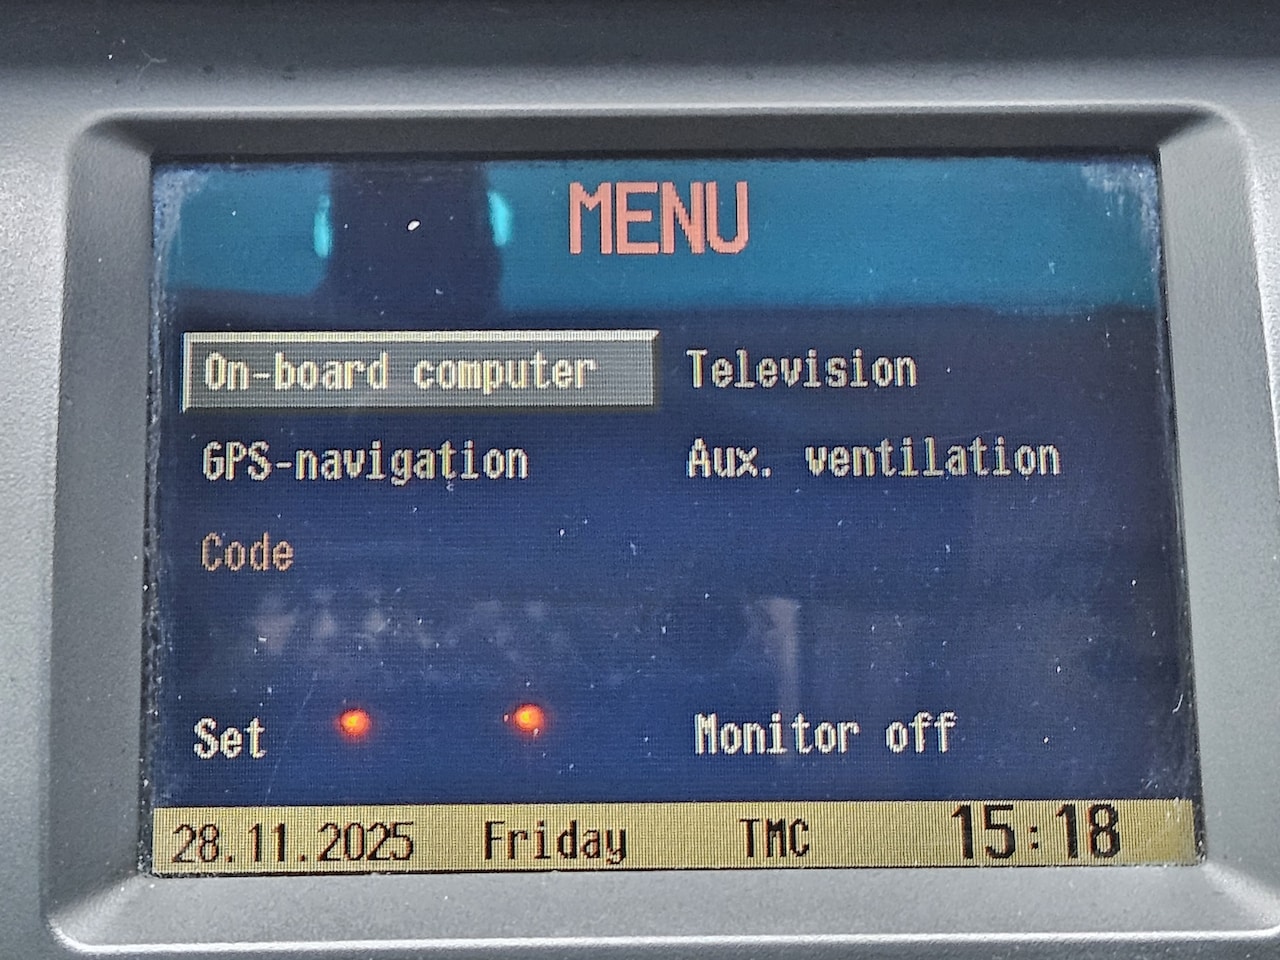 MENU
On-board computer Television
GPS-navigation Aux. ventilation
Code
Set Monitor off
28.11.2025 Friday TMC 15:18